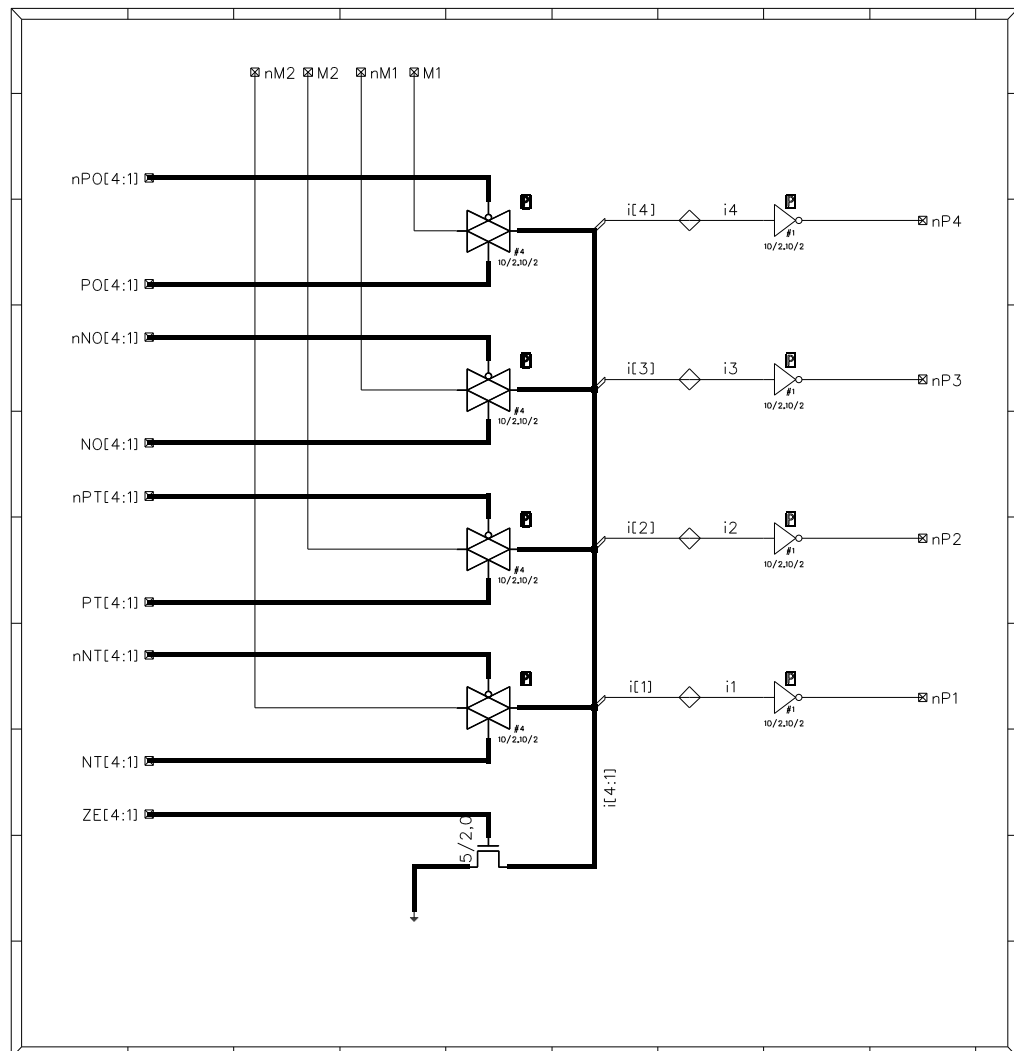 nM2 M2 nM1 M1
nPO[4:1]
P
i[4] i4
P
nP4
#4
10/2,10/2
#1
10/2,10/2
PO[4:1]
nNO[4:1]
P
i[3] i3
P
nP3
#4
10/2,10/2
#1
10/2,10/2
NO[4:1]
nPT[4:1]
P
i[2] i2
P
nP2
#4
10/2,10/2
#1
10/2,10/2
PT[4:1]
nNT[4:1]
P
i[1] i1
P
nP1
#4
10/2,10/2
#1
10/2,10/2
NT[4:1]
i[4:1]
ZE[4:1]
5/2,0